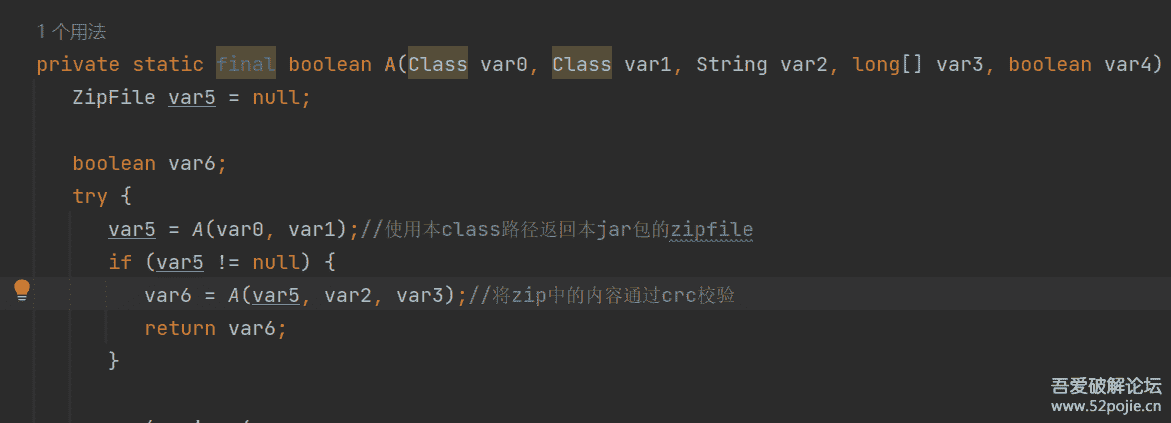 1 个用法
private static final boolean A(Class var0, Class var1, String var2, long[] var3, boolean var4)
ZipFile var5 = null;
boolean var6;
try {
var5 = A(var0, var1);//使用本class路径返回本jar包的zipfile
if (var5 != null) {
var6 = A(var5, var2, var3);//将zip中的内容通过crc校验
return var6;
}
吾爱破解论坛
www.52pojie.cn